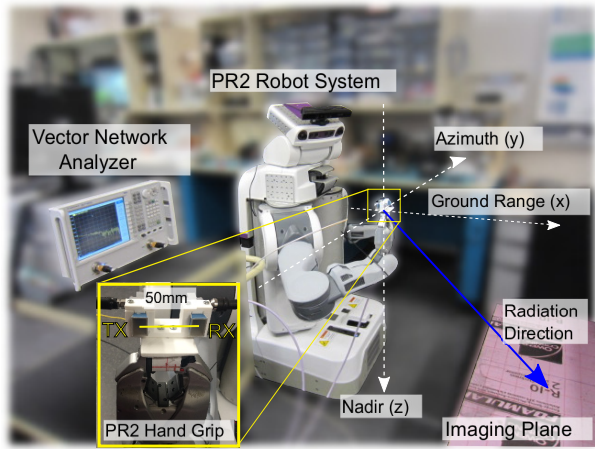 PR2 Robot System
Vector Network
Analyzer
Azimuth (y)
Ground Range (x)
50mm
TX
RX
PR2 Hand Grip
Radiation
Direction
R-10
Nadir (z)
Imaging Plane